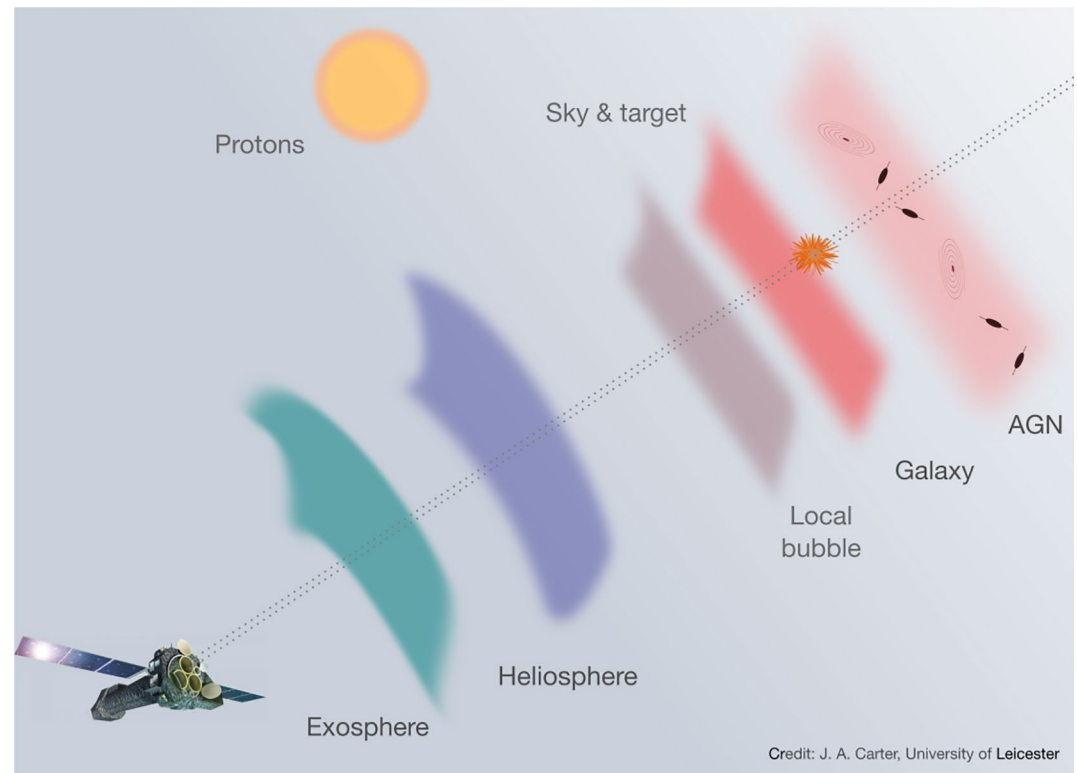 Sky & target
Protons
AGN
Galaxy
Local
bubble
Heliosphere
Exosphere
Credit: J. A. Carter, University of Leicester